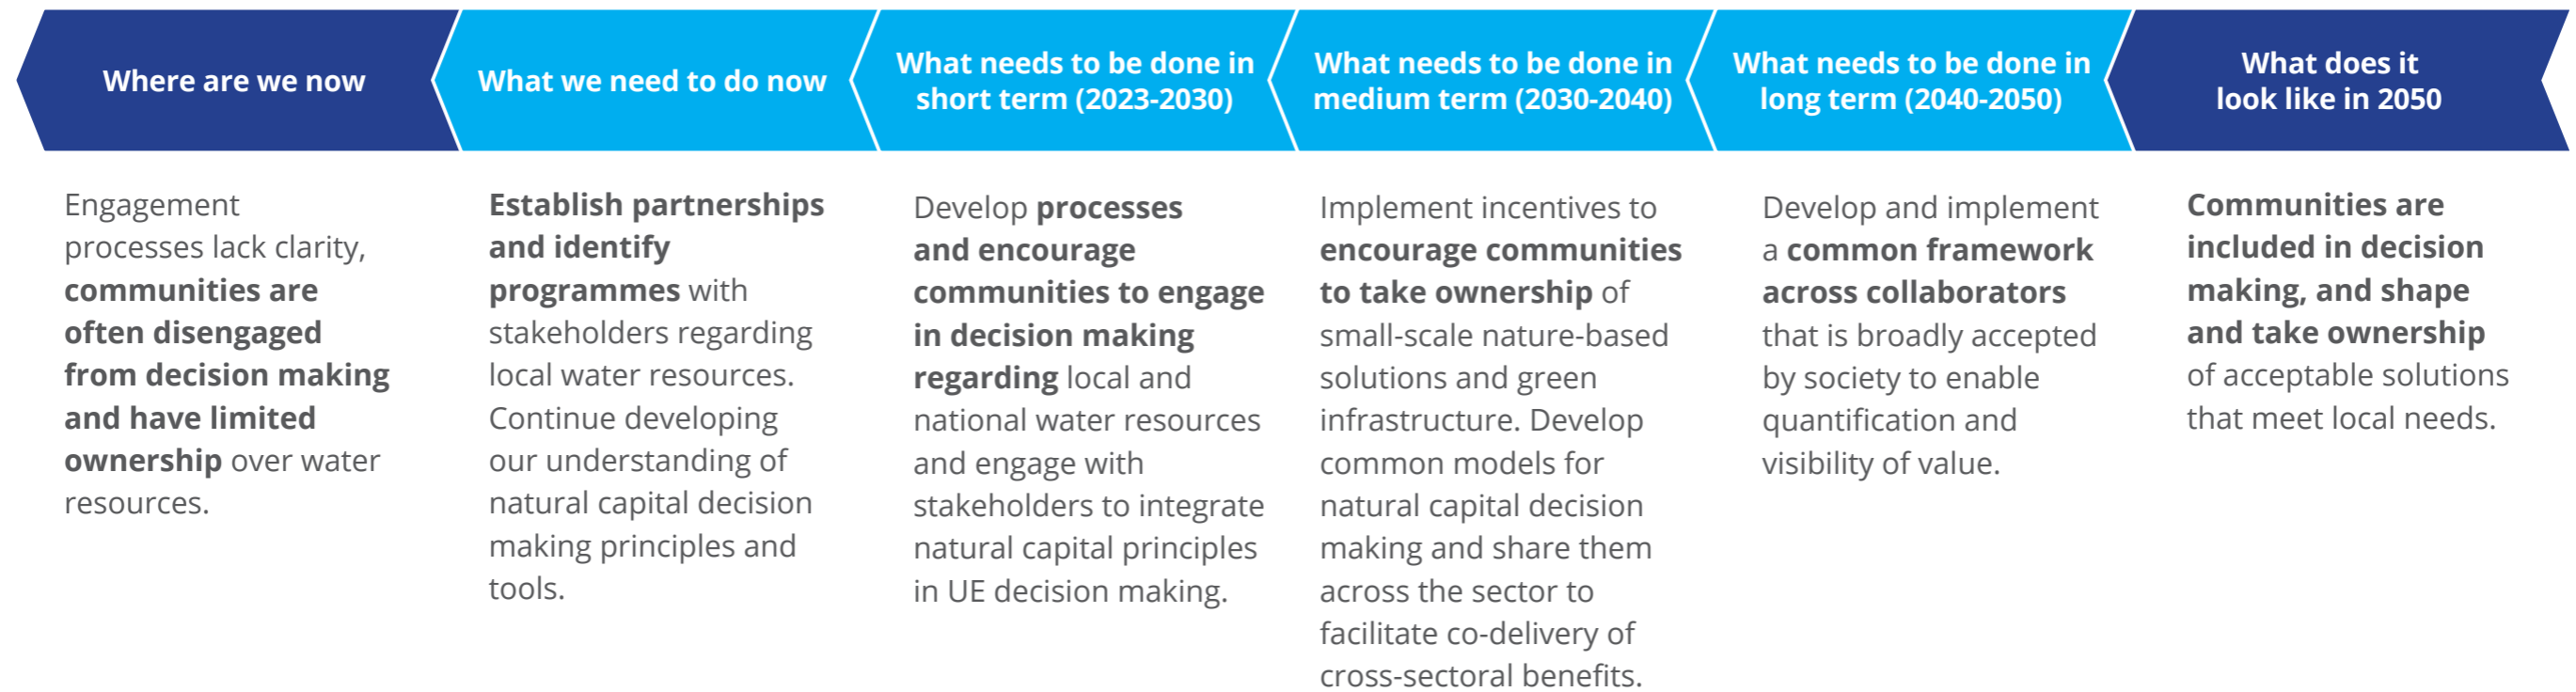 Where are we now
What we need to do now
What needs to be done in
short term (2023-2030)
What needs to be done in
medium term (2030-2040)
What needs to be done in
long term (2040-2050)
What does it
look like in 2050
Engagement
processes lack clarity,
communities are
often disengaged
from decision making
and have limited
ownership over water
resources.
Establish partnerships
and identify
programmes with
stakeholders regarding
local water resources.
Continue developing
our understanding of
natural capital decision
making principles and
tools.
Develop processes
and encourage
communities to engage
in decision making
regarding local and
national water resources
and engage with
stakeholders to integrate
natural capital principles
in UE decision making.
Implement incentives to
encourage communities
to take ownership of
small-scale nature-based
solutions and green
infrastructure. Develop
common models for
natural capital decision
making and share them
across the sector to
facilitate co-delivery of
cross-sectoral benefits.
Develop and implement
a common framework
across collaborators
that is broadly accepted
by society to enable
quantification and
visibility of value.
Communities are
included in decision
making, and shape
and take ownership
of acceptable solutions
that meet local needs.